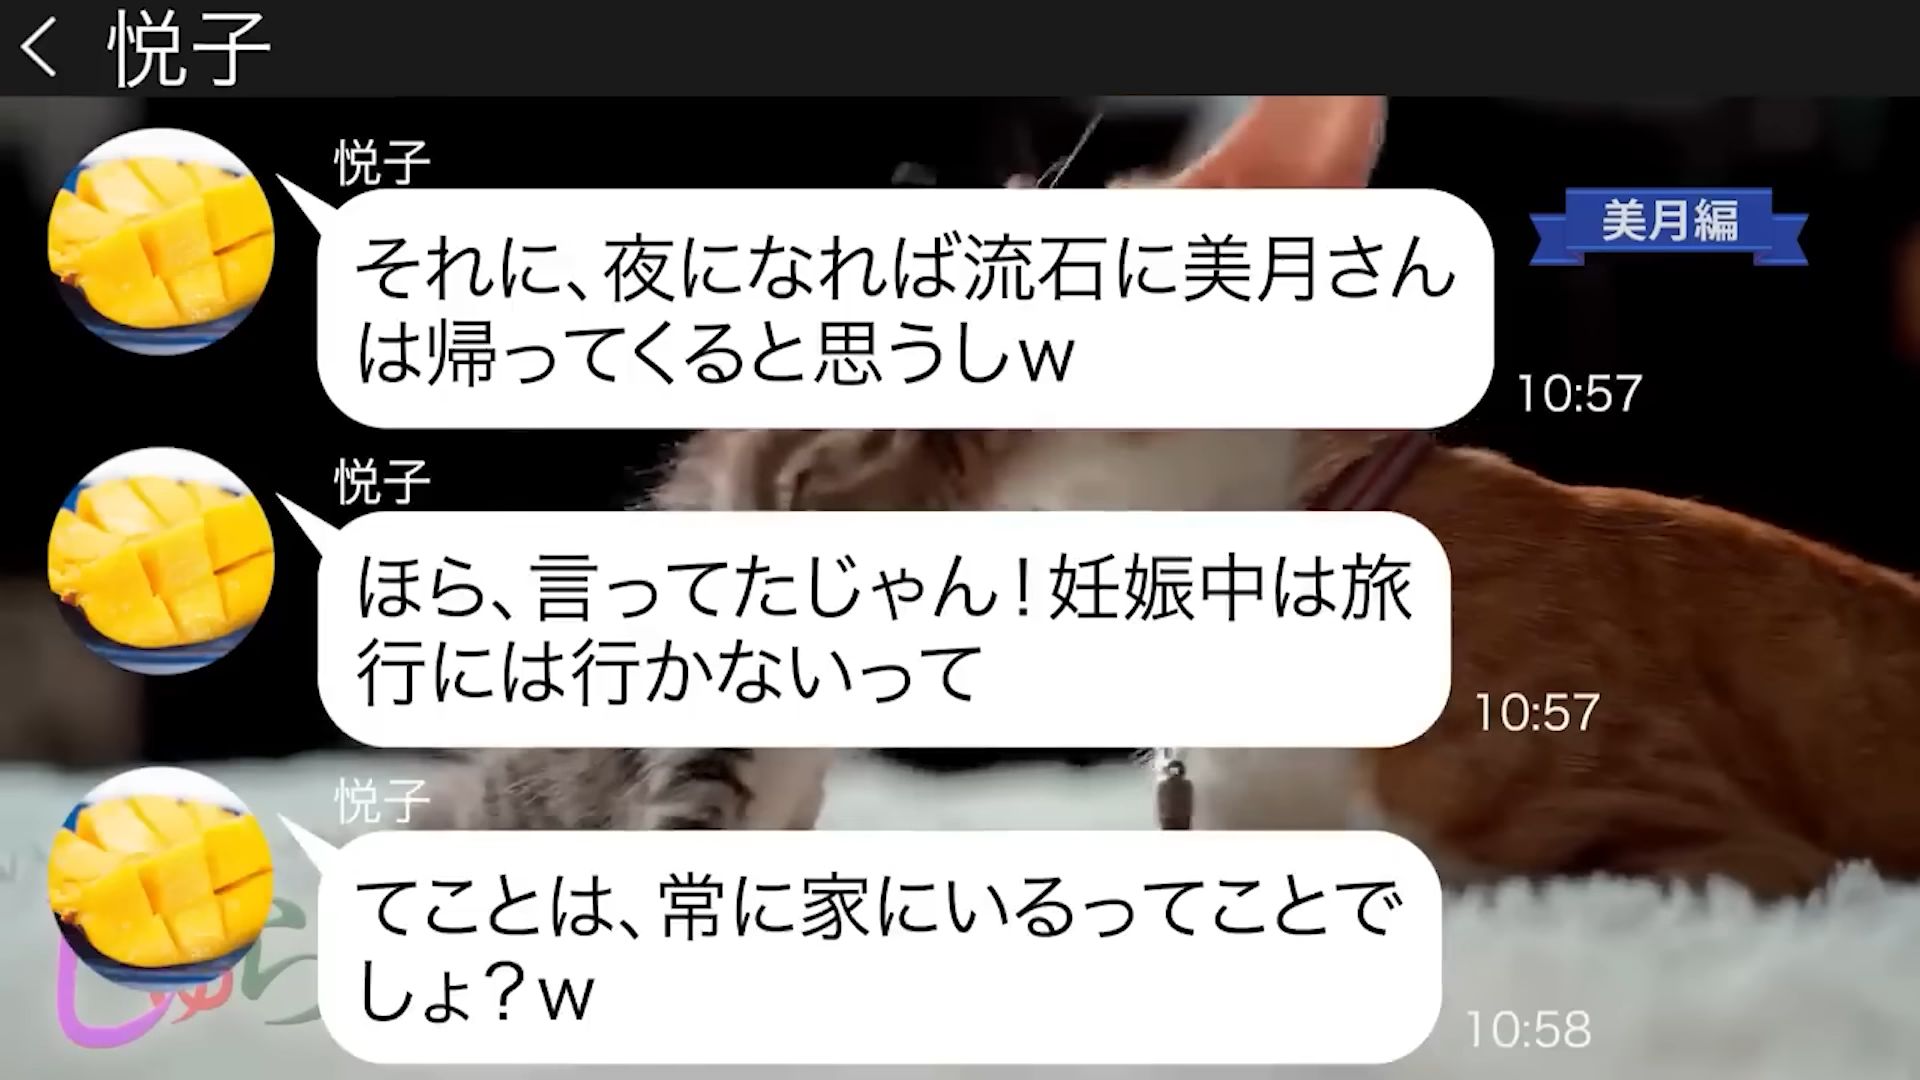 悦子
悦子
それに、夜になれば流石に美月さん
は帰ってくると思うしw
美月編
10:57
悦子
ほら、言ってたじゃん！妊娠中は旅
行には行かないって
10:57
悦子
てことは、常に家にいるってことで
しょ？w
10:58
しゅら